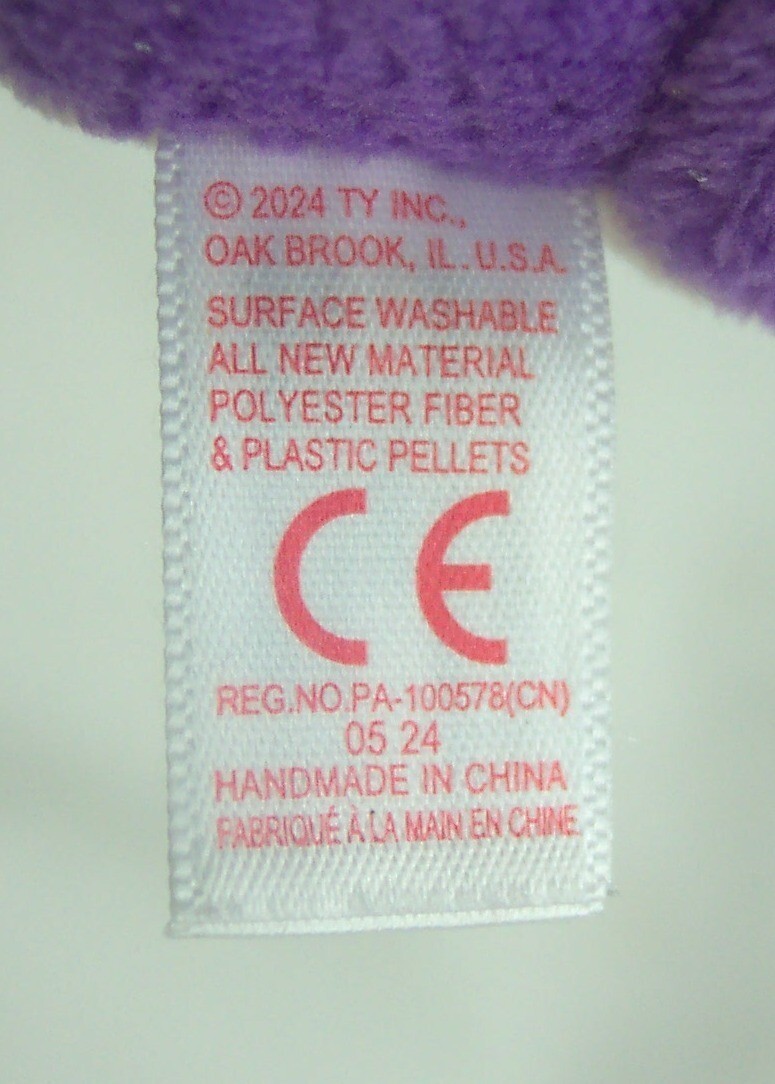 © 2024 TY INC.,
OAK BROOK, IL. U.S.A.
SURFACE WASHABLE
ALL NEW MATERIAL
POLYESTER FIBER
& PLASTIC PELLETS
CE
REG.NO.PA-100578(CN)
05 24
HANDMADE IN CHINA
FABRIQUÉ À LA MAIN EN CHINE